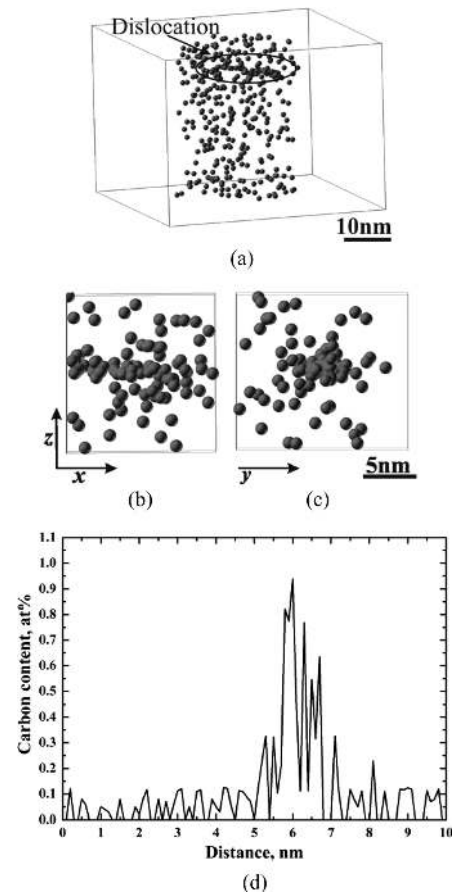 Dislocation
10nm
(a)
z
x
y
5nm
(b)
(c)
1.1
1.0
0.9
0.8
0.7
0.6
0.5
0.4
0.3
0.2
0.1
0.0
Carbon content, at%
0 1 2 3 4 5 6 7 8 9 10
Distance, nm
(d)